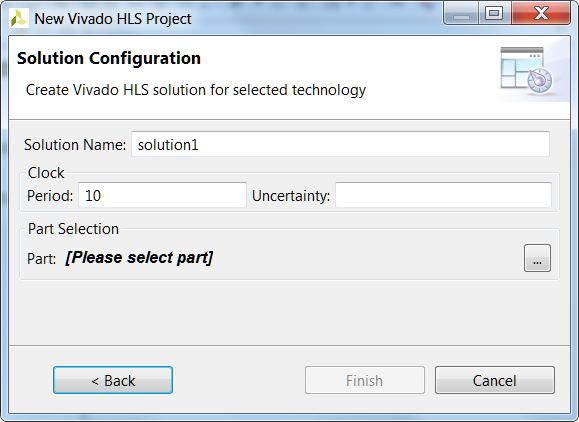 New Vivado HLS Project
Solution Configuration
Create Vivado HLS solution for selected technology
Solution Name: solution1
Clock
Period: 10 Uncertainty:
Part Selection
Part: [Please select part] ...
< Back Finish Cancel